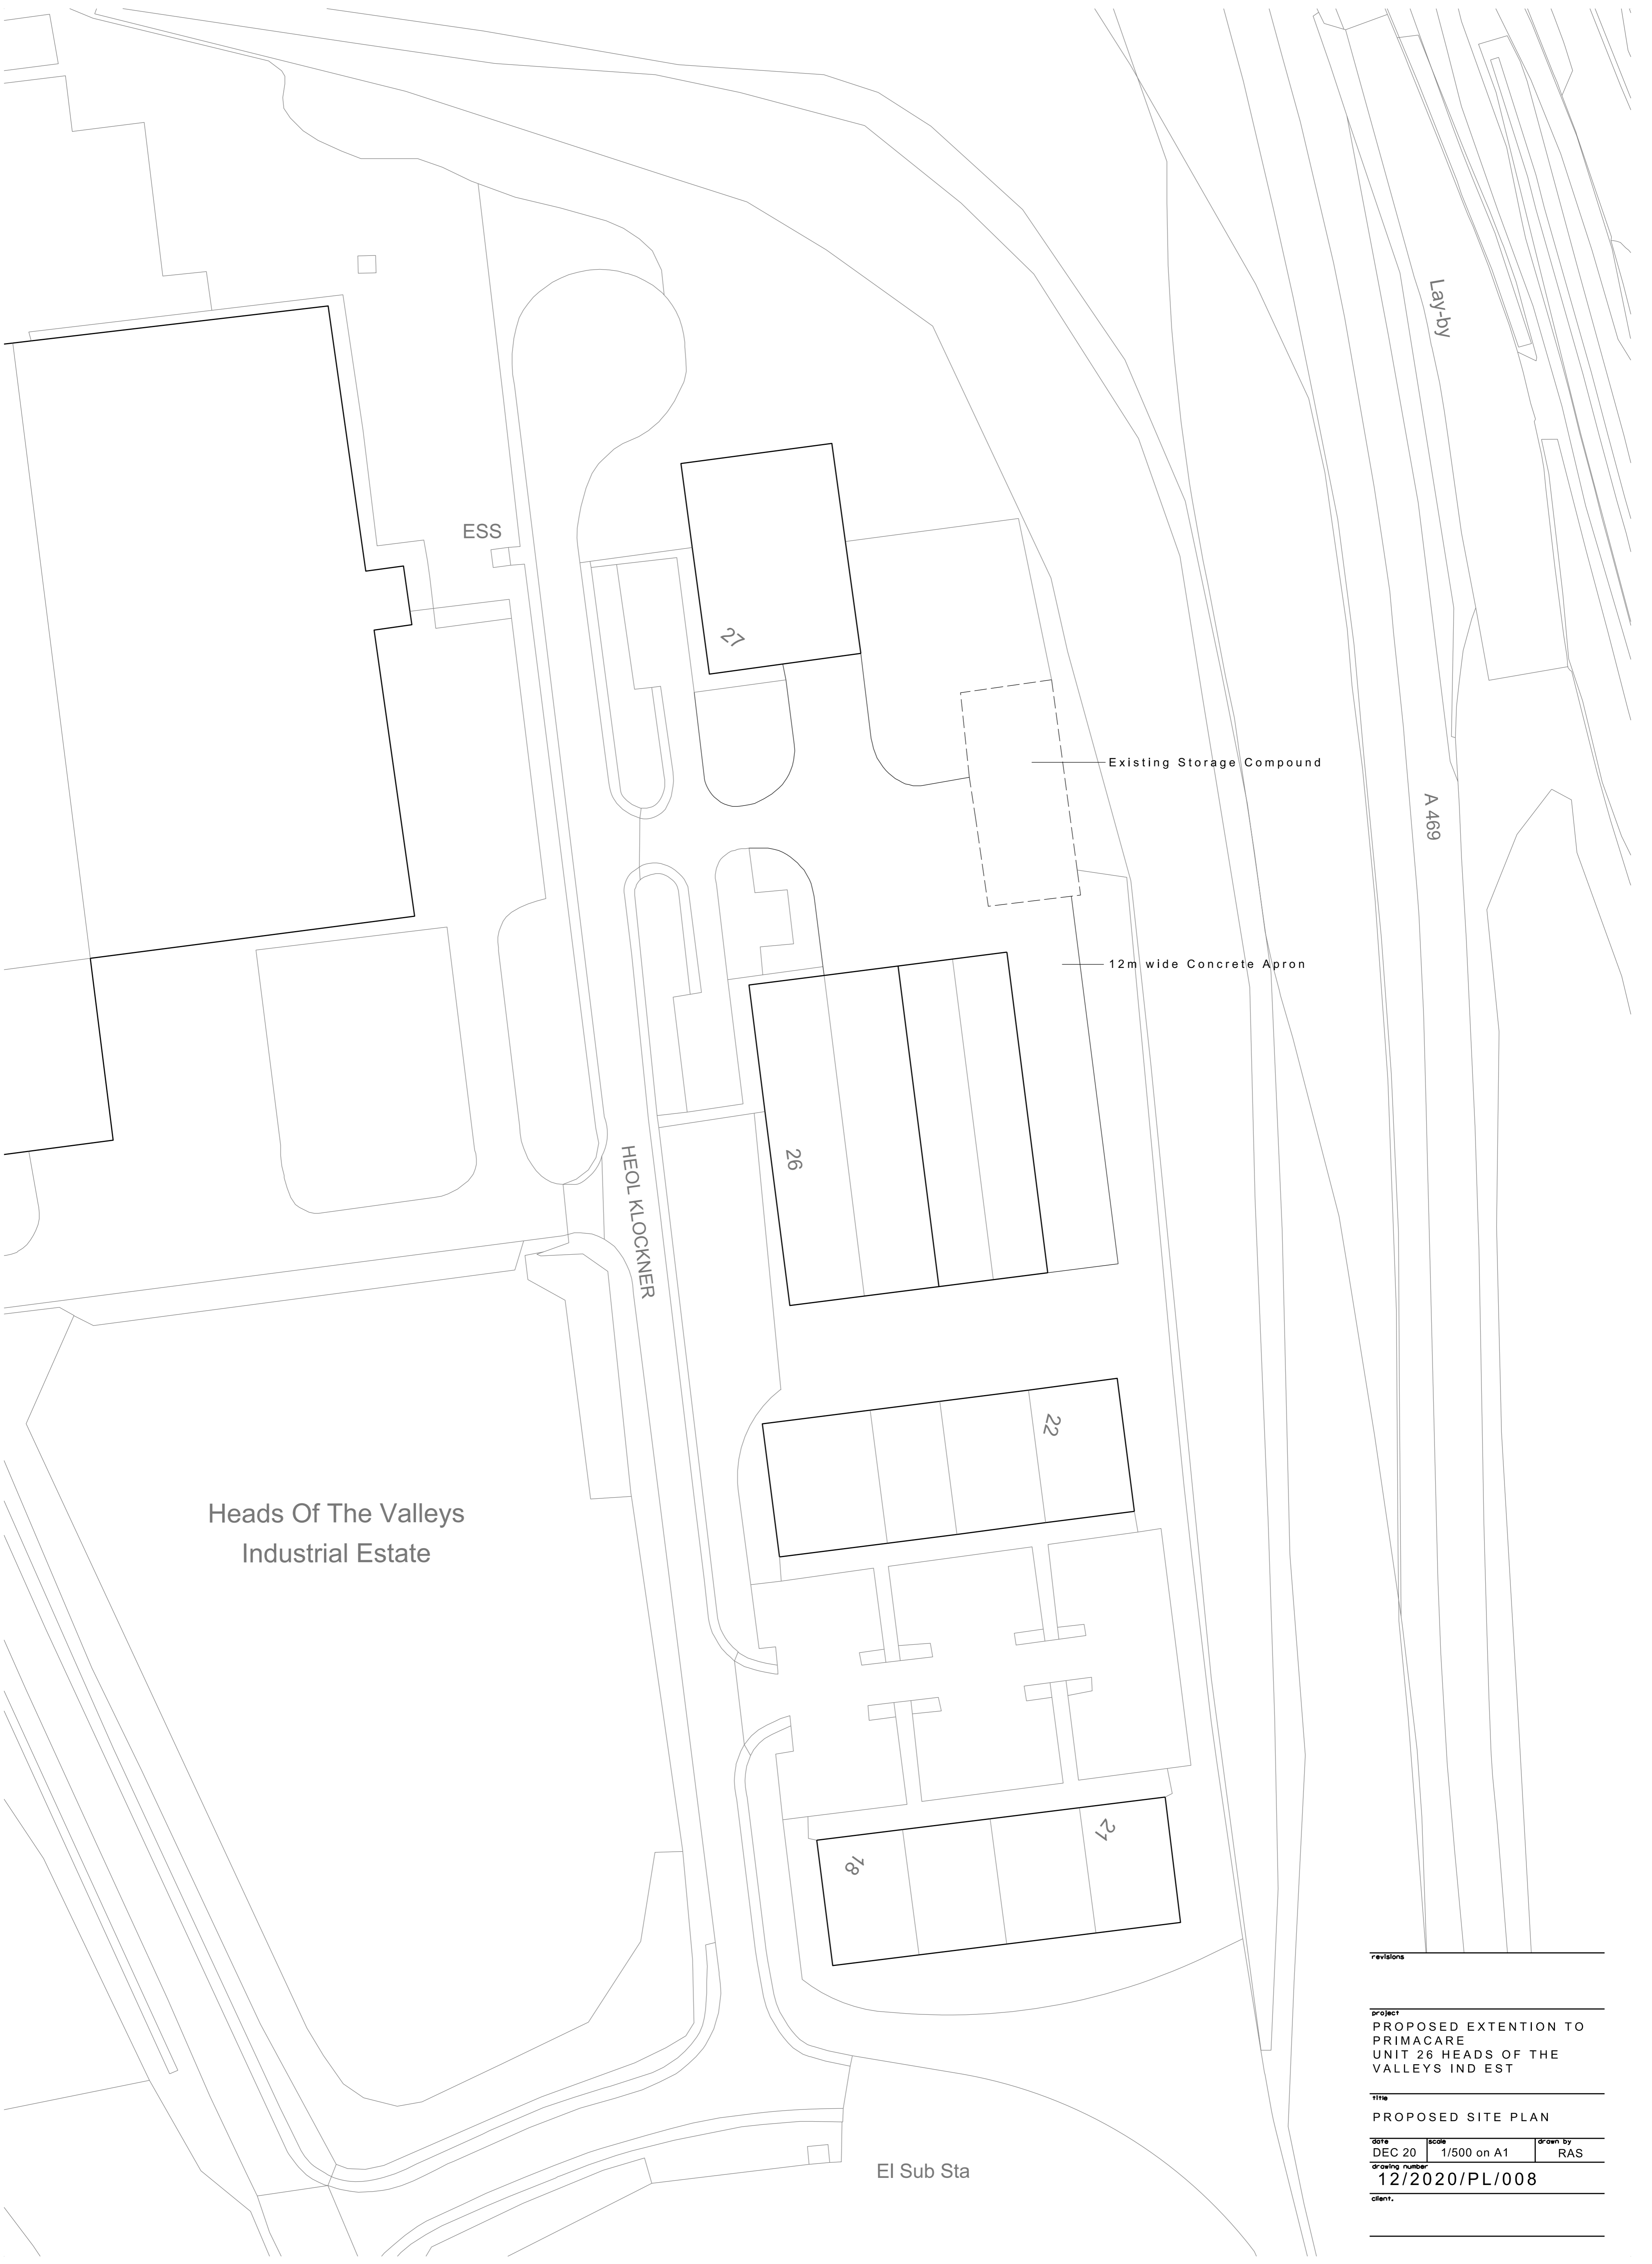 Lay-by
ESS
27
Existing Storage Compound
A 469
12m wide Concrete Apron
26
HEOL KLOCKNER
22
Heads Of The Valleys
Industrial Estate
21
18
El Sub Sta
revisions
project
PROPOSED EXTENTION TO
PRIMACARE
UNIT 26 HEADS OF THE
VALLEYS IND EST
title
PROPOSED SITE PLAN
date scale drawn by
DEC 20 1/500 on A1 RAS
drawing number
12/2020/PL/008
client.